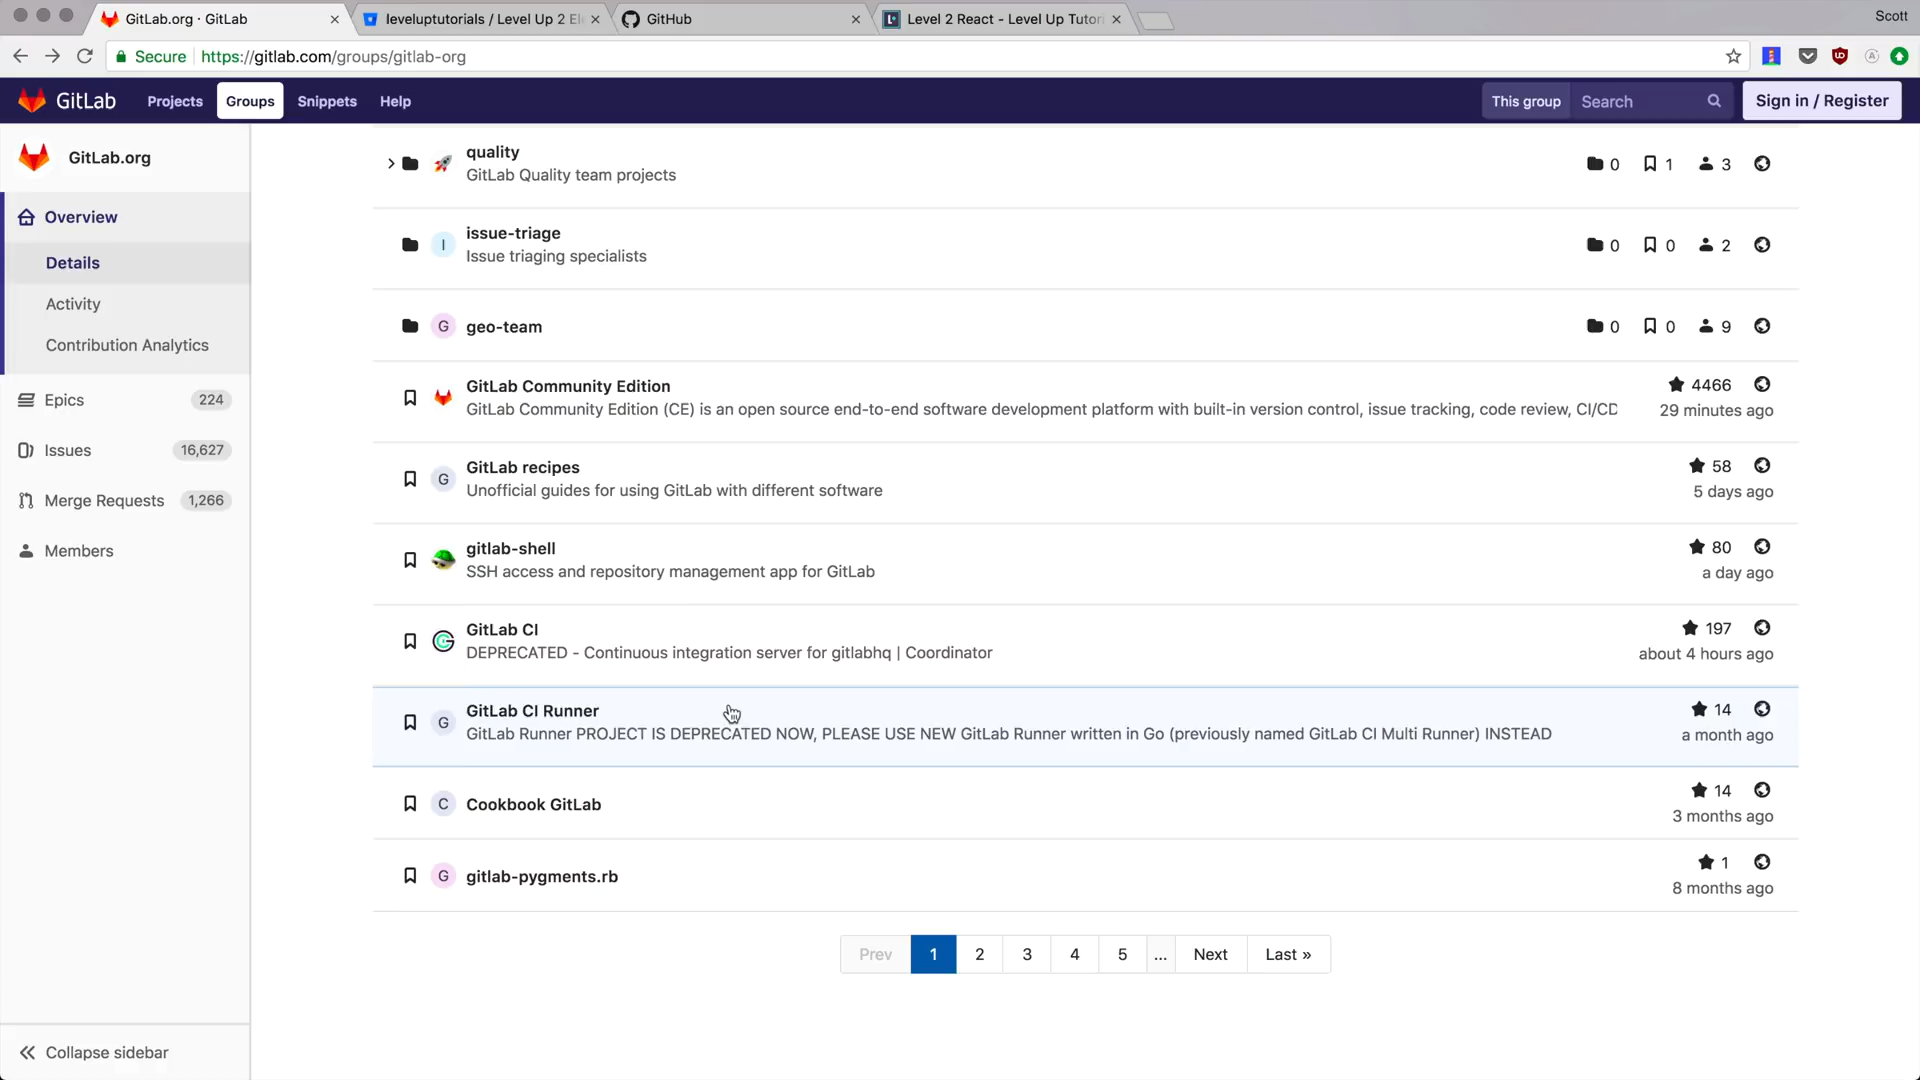 GitLab.org · GitLab
leveluptutorials / Level Up 2 Ele
GitHub
Level 2 React - Level Up Tutori
Scott
Secure
https://gitlab.com/groups/gitlab-org
GitLab
Projects
Groups
Snippets
Help
This group
Search
Sign in / Register
GitLab.org
Overview
Details
Activity
Contribution Analytics
Epics 224
Issues 16,627
Merge Requests 1,266
Members
Collapse sidebar
quality
GitLab Quality team projects
0 1 3
issue-triage
Issue triaging specialists
0 0 2
I
G geo-team
0 0 9
GitLab Community Edition
4466
GitLab Community Edition (CE) is an open source end-to-end software development platform with built-in version control, issue tracking, code review, CI/CD
29 minutes ago
G
GitLab recipes
58
Unofficial guides for using GitLab with different software
5 days ago
gitlab-shell
80
SSH access and repository management app for GitLab
a day ago
GitLab CI
197
DEPRECATED - Continuous integration server for gitlabhq | Coordinator
about 4 hours ago
G
GitLab CI Runner
14
GitLab Runner PROJECT IS DEPRECATED NOW, PLEASE USE NEW GitLab Runner written in Go (previously named GitLab CI Multi Runner) INSTEAD
a month ago
C Cookbook GitLab
14
3 months ago
G gitlab-pygments.rb
1
8 months ago
Prev 1 2 3 4 5 ... Next Last »